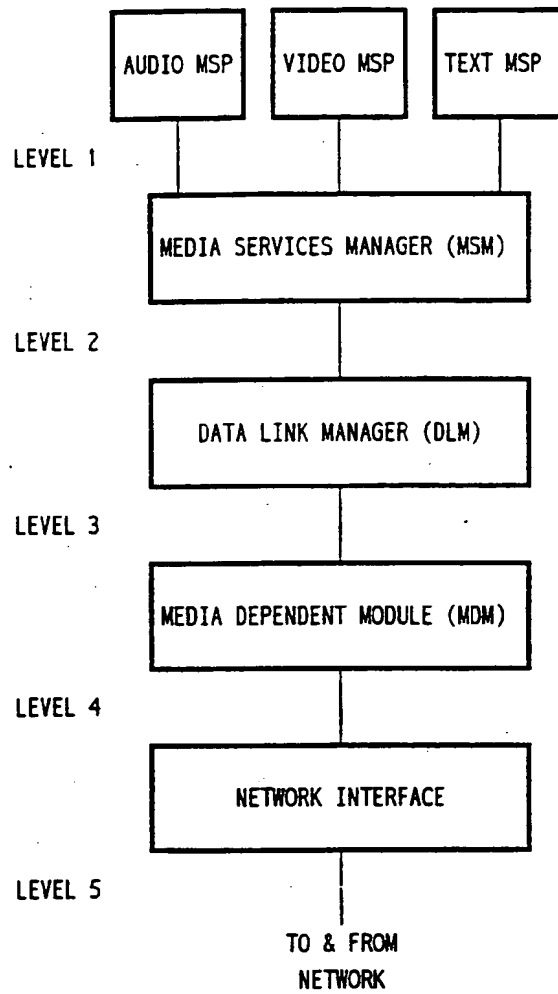 AUDIO MSP
VIDEO MSP
TEXT MSP
LEVEL 1
MEDIA SERVICES MANAGER (MSM)
LEVEL 2
DATA LINK MANAGER (DLM)
LEVEL 3
MEDIA DEPENDENT MODULE (MDM)
LEVEL 4
NETWORK INTERFACE
LEVEL 5
TO & FROM
NETWORK